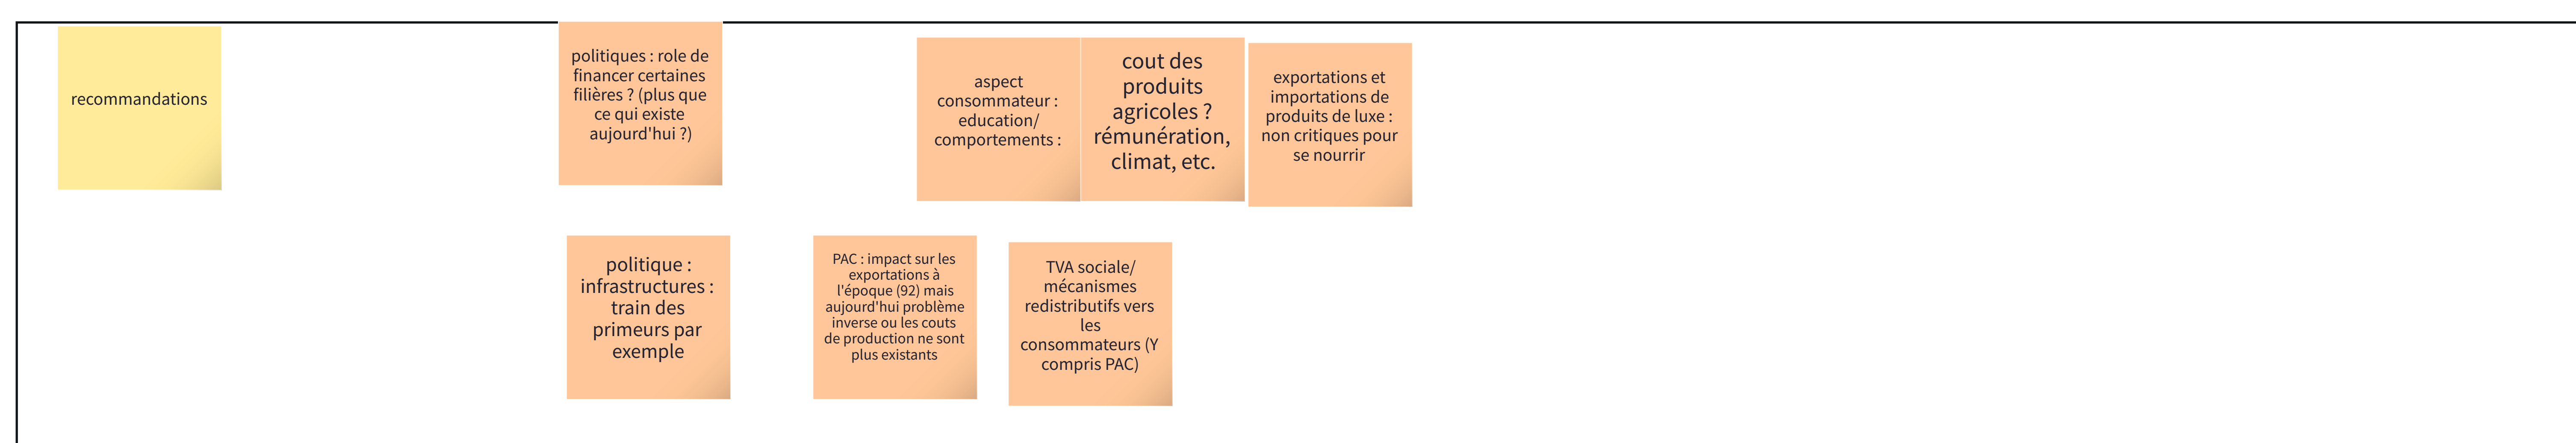 recommandations
politiques : role de
financer certaines
filières ? (plus que
ce qui existe
aujourd'hui ?)
aspect
consommateur :
education/
comportements :
cout des
produits
agricoles ?
rémunération,
climat, etc.
exportations et
importations de
produits de luxe :
non critiques pour
se nourrir
politique :
infrastructures :
train des
primeurs par
exemple
PAC : impact sur les
exportations à
l'époque (92) mais
aujourd'hui problème
inverse ou les couts
de production ne sont
plus existants
TVA sociale/
mécanismes
redistributifs vers
les
consommateurs (Y
compris PAC)